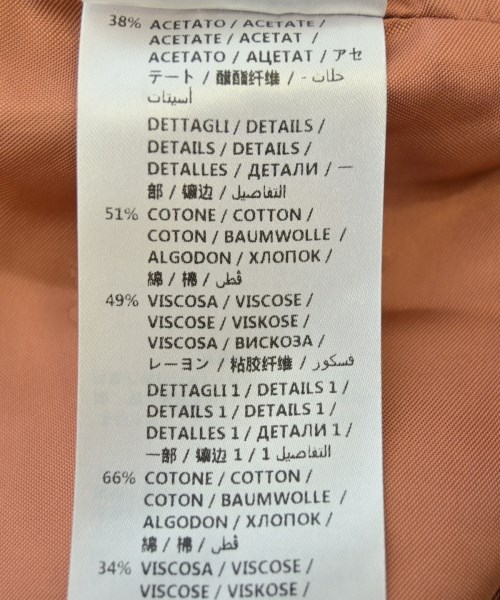 38% ACETATO / ACETATE /
ACETATE / ACETAT /
ACETATO / АЦЕТАТ / アセ
テート / 醋酯纤维 / حلات -
أسيتات
DETTAGLI / DETAILS /
DETAILS / DETAILS /
DETALLES / ДЕТАЛИ / 一
部 / 镶边 / التفاصيل
51% COTONE / COTTON /
COTON / BAUMWOLLE /
ALGODON / ХЛОПОК /
綿 / 棉 / قطى
49% VISCOSA / VISCOSE /
VISCOSE / VISKOSE /
VISCOSA / ВИСКОЗА /
レーヨン / 粘胶纤维 / فسكوز
DETTAGLI 1 / DETAILS 1 /
DETAILS 1 / DETAILS 1 /
DETALLES 1 / ДЕТАЛИ 1 /
一部 / 镶边 1 / 1 التفاصيل
66% COTONE / COTTON /
COTON / BAUMWOLLE /
ALGODON / ХЛОПОК /
綿 / 棉 / قطى
34% VISCOSA / VISCOSE /
VISCOSE / VISKOSE /